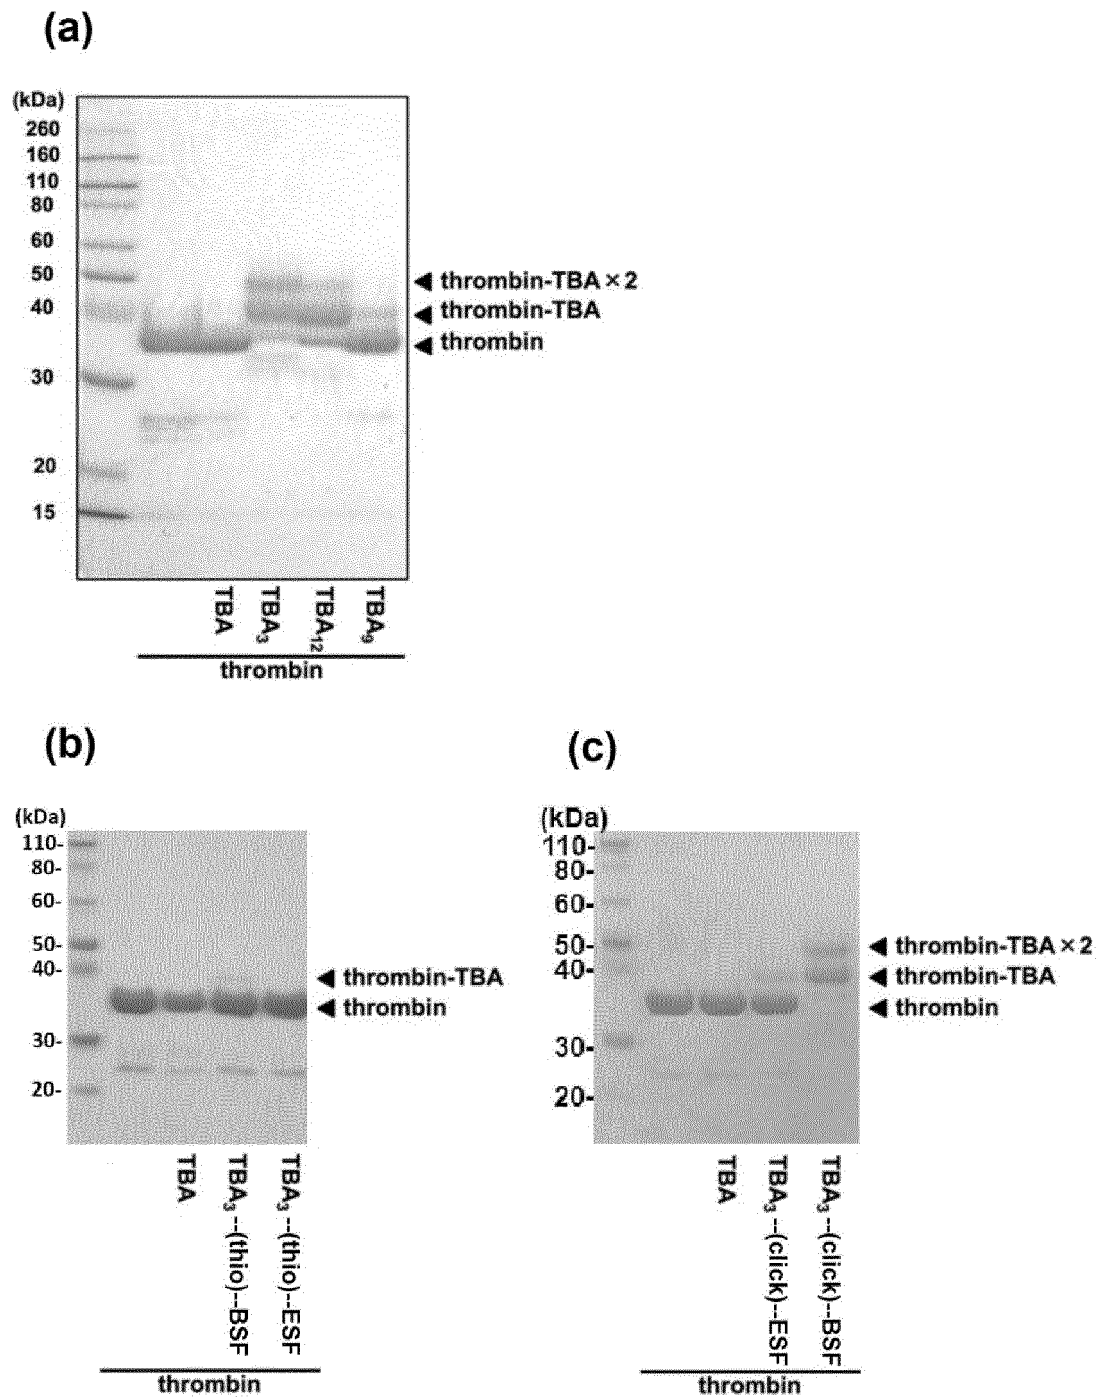 (a)
(kDa)
260
160
110
80
60
50
40
30
20
15
thrombin-TBA×2
thrombin-TBA
thrombin
TBA
TBA₃
TBA₁₂
TBA₉
thrombin
(b)
(kDa)
110-
80-
60-
50-
40-
30-
20-
thrombin-TBA
thrombin
TBA
TBA₃--(thio)--BSF
TBA₃--(thio)--ESF
thrombin
(c)
(kDa)
110-
80-
60-
50-
40-
30-
20-
thrombin-TBA×2
thrombin-TBA
thrombin
TBA
TBA₃--(click)--ESF
TBA₃--(click)--BSF
thrombin